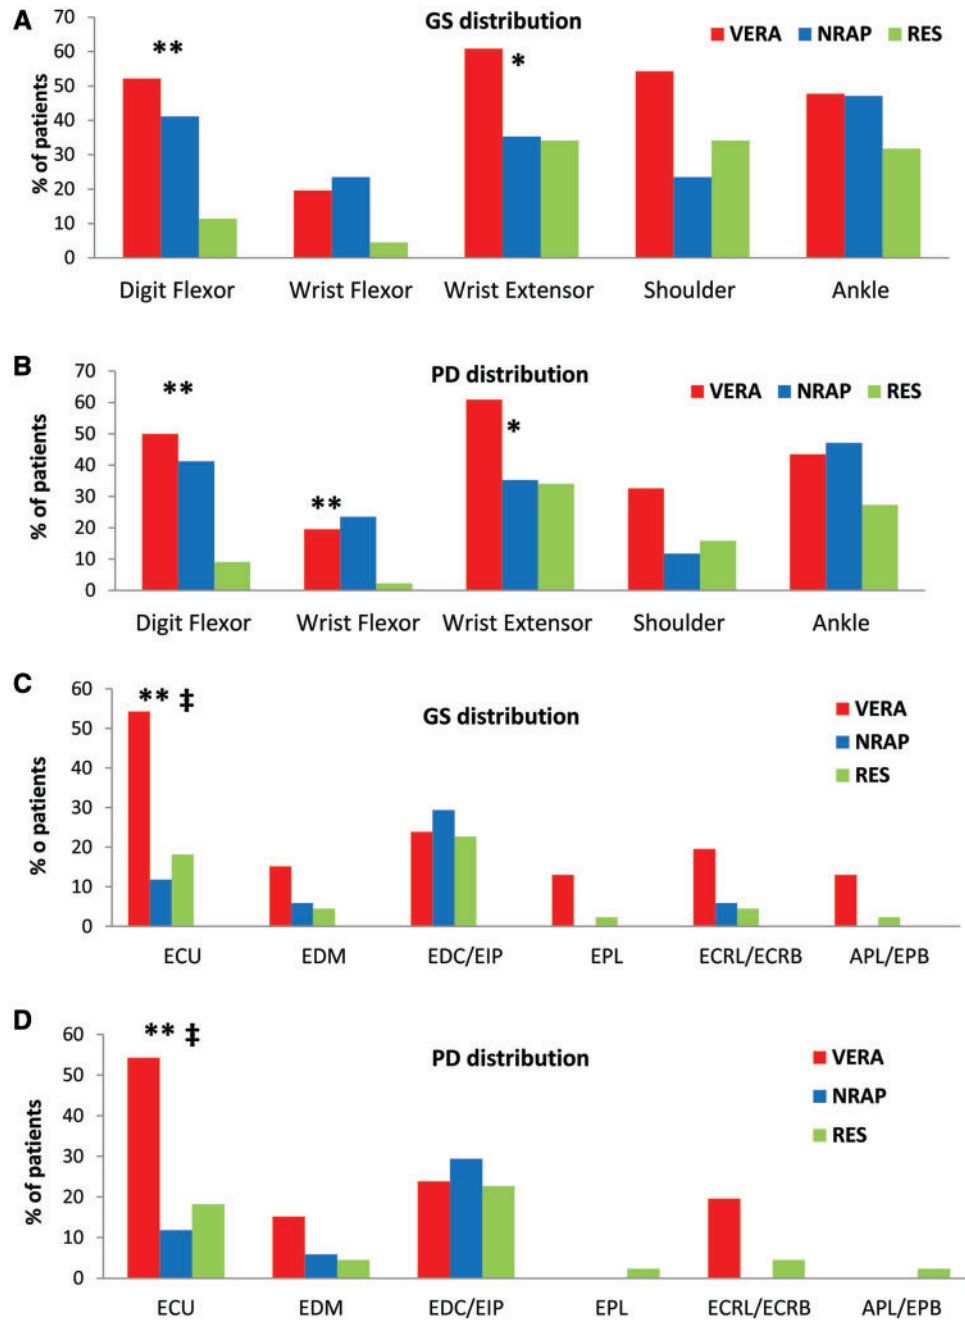 A
GS distribution
VERA NRAP RES
% of patients
70
60
50
40
30
20
10
0
**
*
Digit Flexor Wrist Flexor Wrist Extensor Shoulder Ankle
B
PD distribution
VERA NRAP RES
% of patients
70
60
50
40
30
20
10
0
**
**
*
Digit Flexor Wrist Flexor Wrist Extensor Shoulder Ankle
C
GS distribution
VERA
NRAP
RES
% o patients
60
50
40
30
20
10
0
** ‡
ECU EDM EDC/EIP EPL ECRL/ECRB APL/EPB
D
PD distribution
VERA
NRAP
RES
% of patients
60
50
40
30
20
10
0
** ‡
ECU EDM EDC/EIP EPL ECRL/ECRB APL/EPB